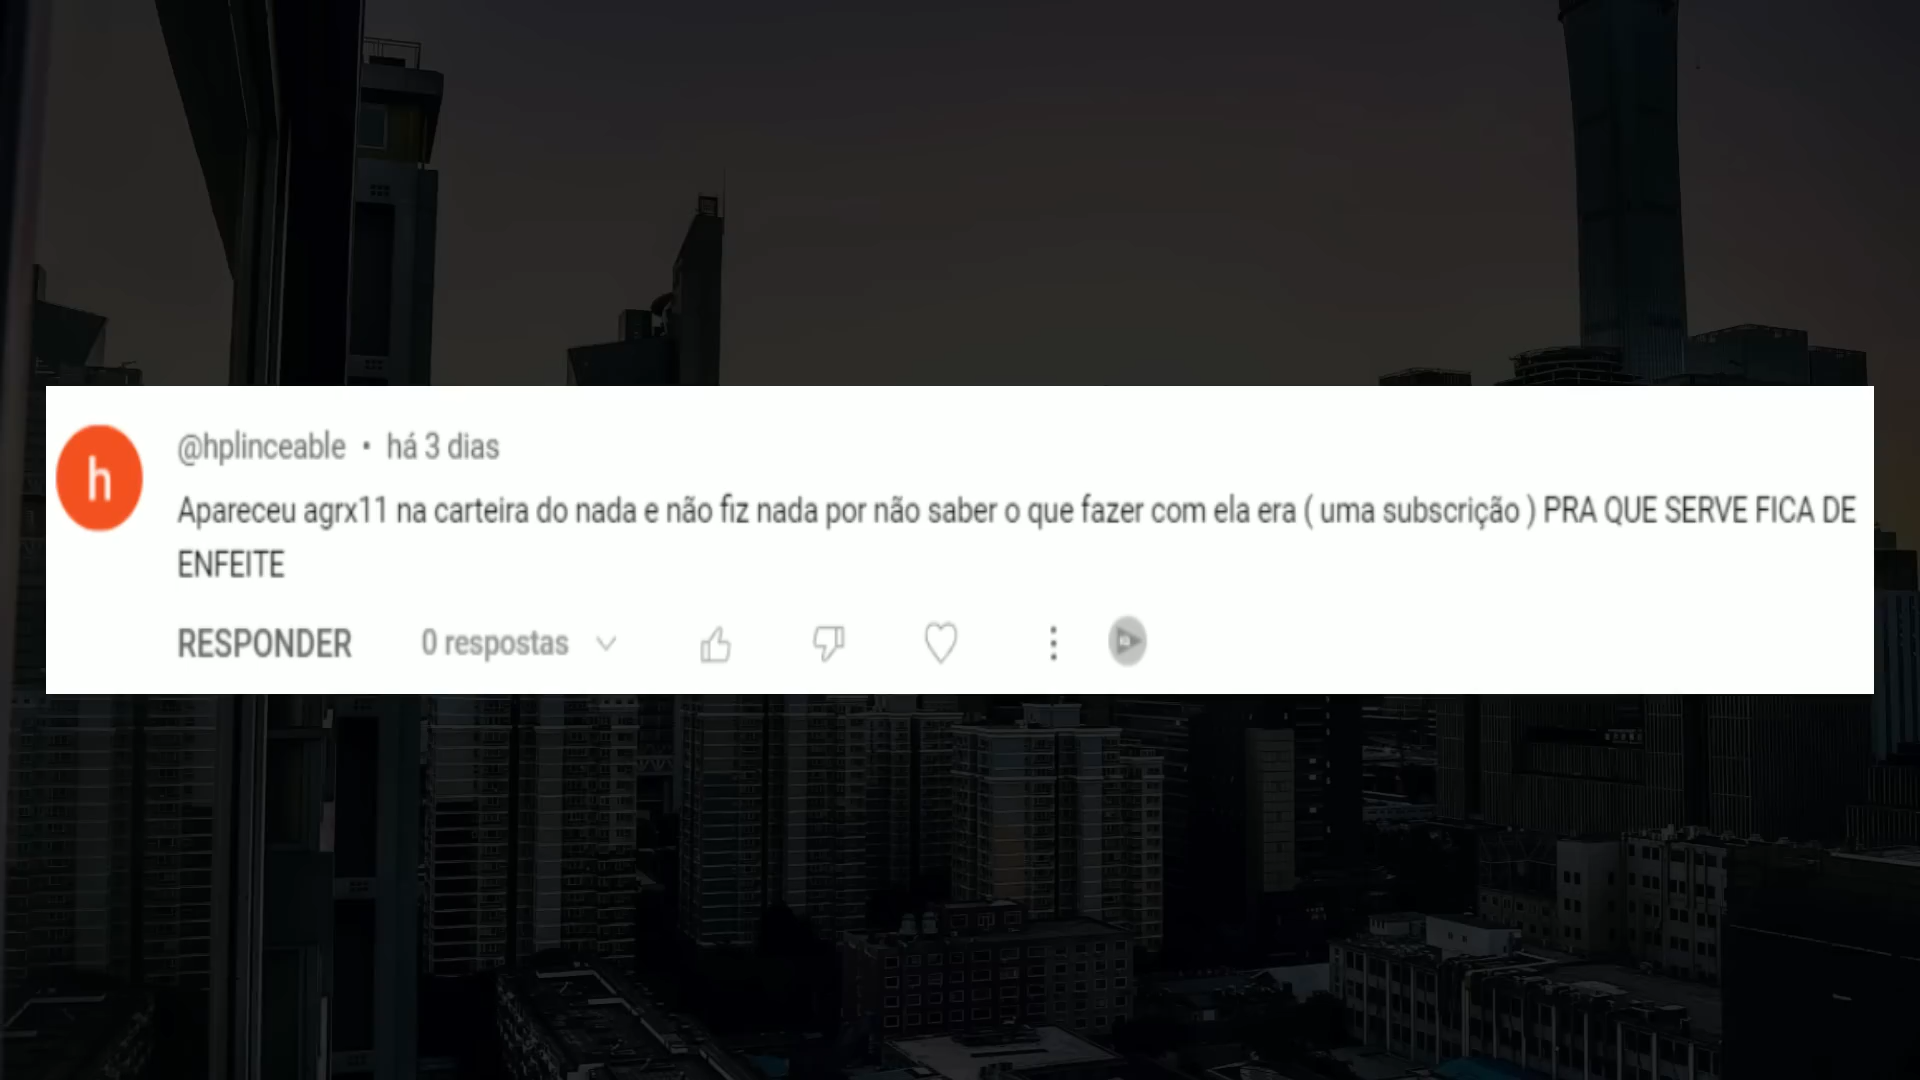 h
@hplinceable • há 3 dias
Apareceu agrx11 na carteira do nada e não fiz nada por não saber o que fazer com ela era ( uma subscrição ) PRA QUE SERVE FICA DE
ENFEITE
RESPONDER 0 respostas